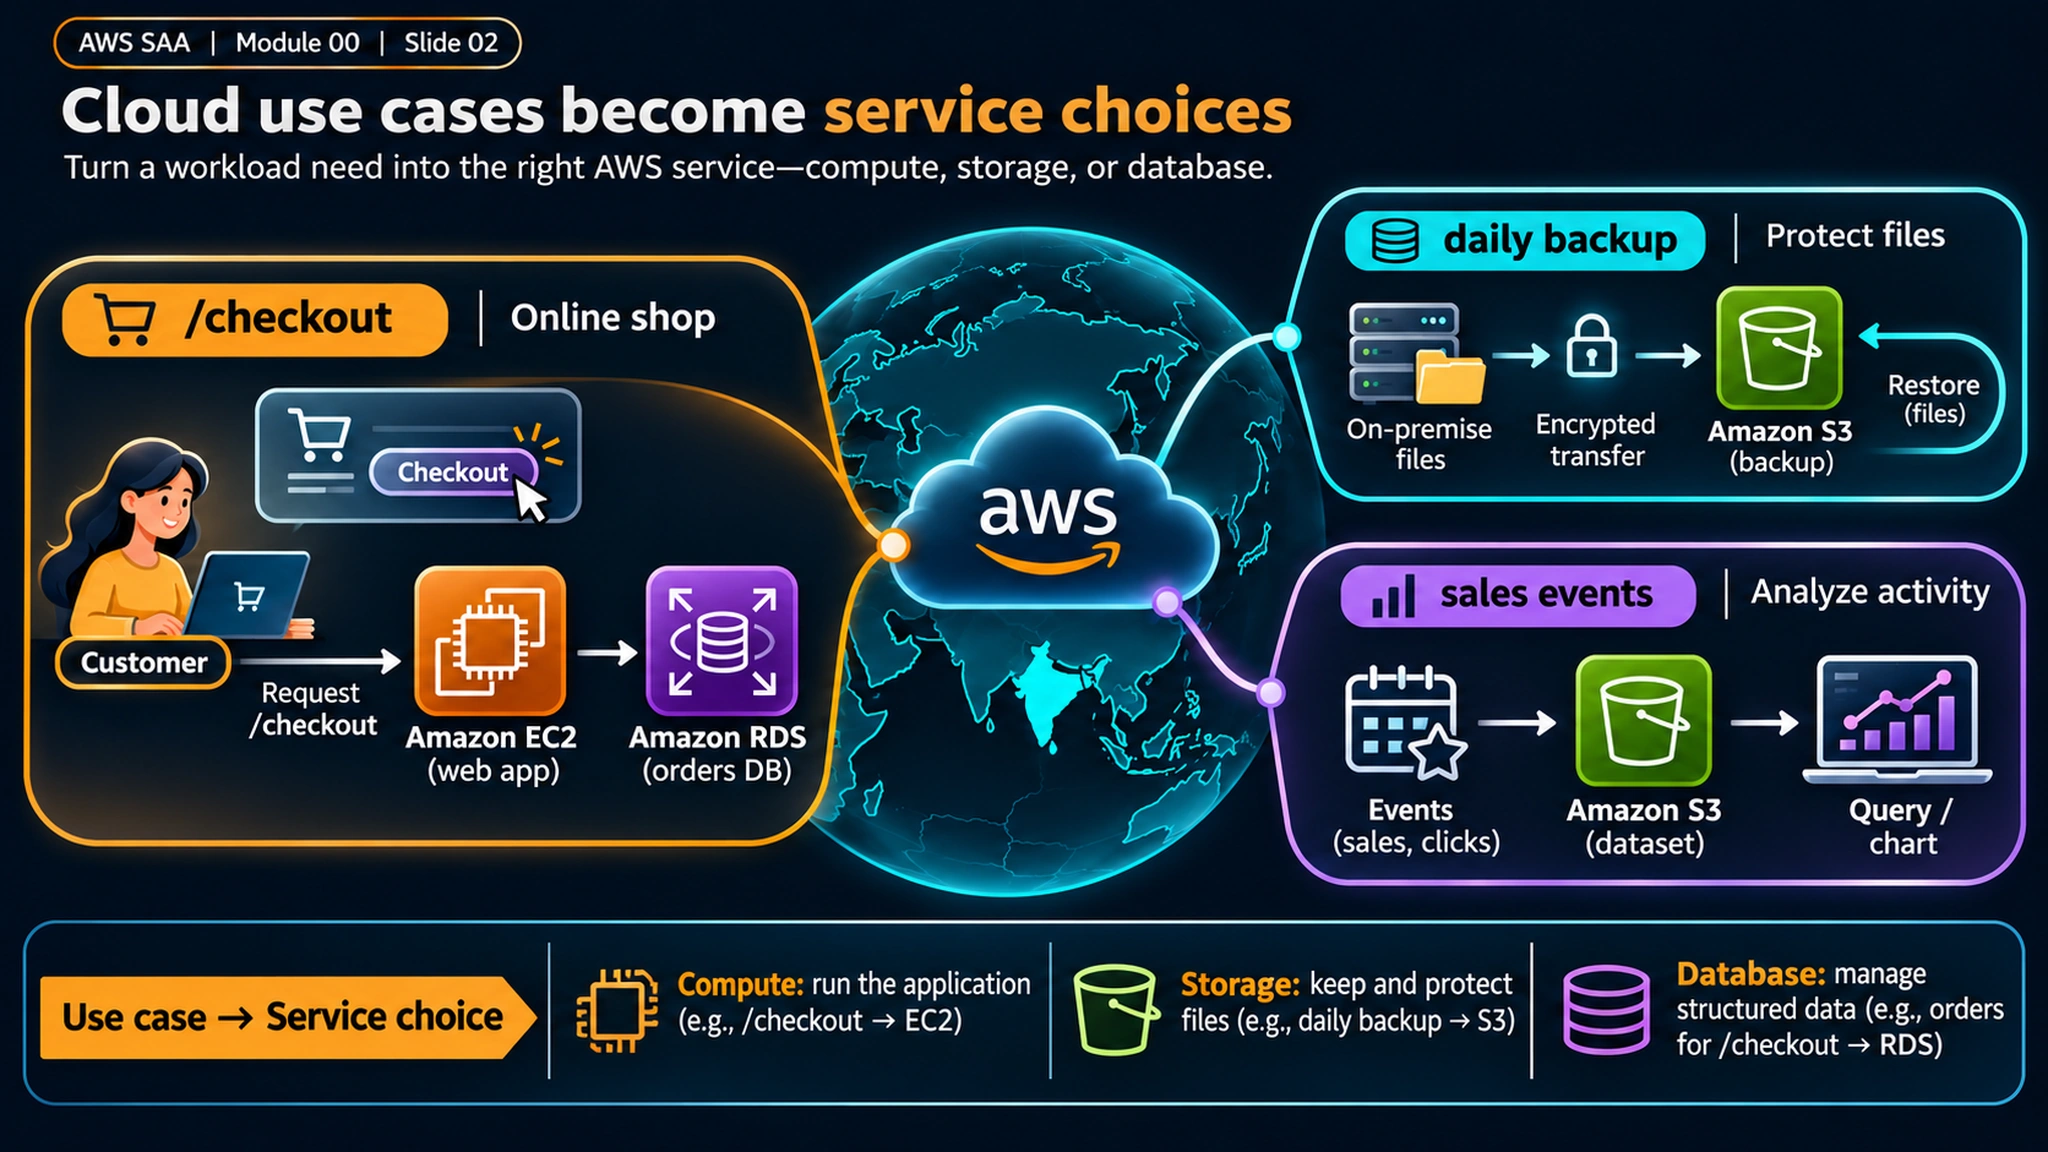 AWS SAA | Module 00 | Slide 02
Cloud use cases become service choices
Turn a workload need into the right AWS service—compute, storage, or database.
/checkout | Online shop
Checkout
Customer
Request
/checkout
Amazon EC2
(web app)
Amazon RDS
(orders DB)
aws
daily backup | Protect files
On-premise
files
Encrypted
transfer
Amazon S3
(backup)
Restore
(files)
sales events | Analyze activity
Events
(sales, clicks)
Amazon S3
(dataset)
Query /
chart
Use case → Service choice
Compute: run the application
(e.g., /checkout → EC2)
Storage: keep and protect
files (e.g., daily backup → S3)
Database: manage
structured data (e.g., orders
for /checkout → RDS)